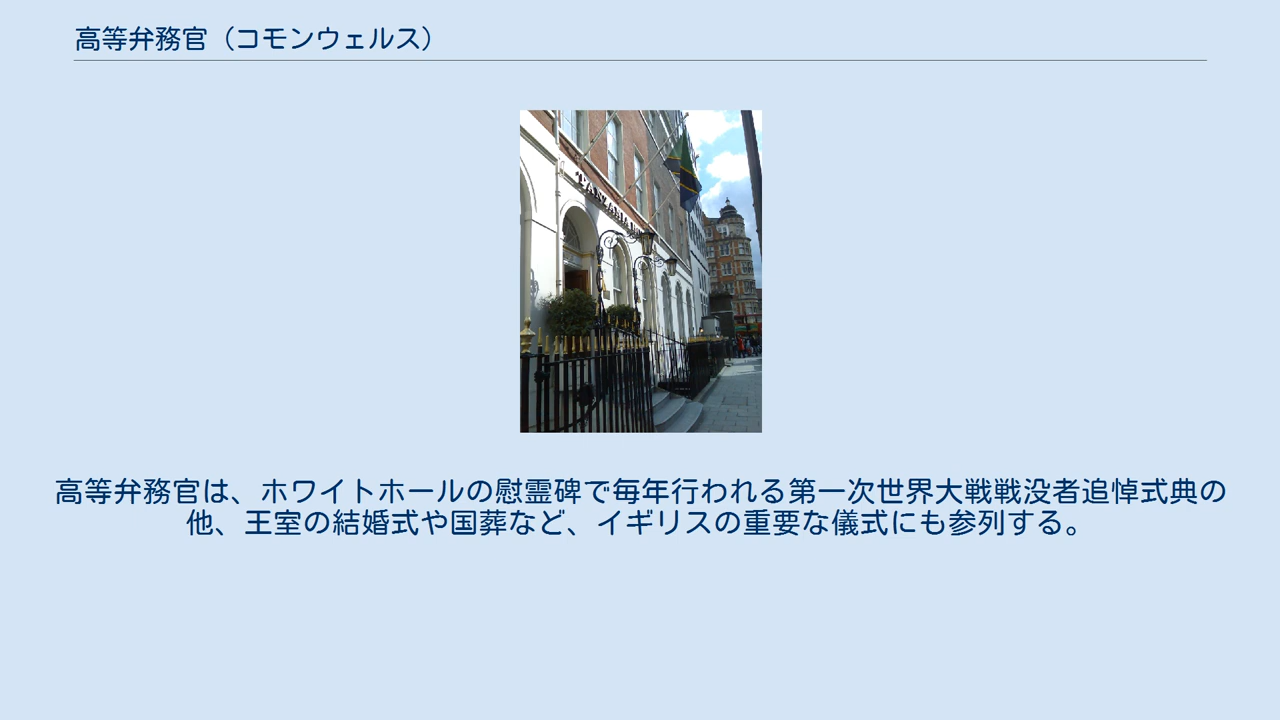 高等弁務官（コモンウェルス）
TANZANIA
高等弁務官は、ホワイトホールの慰霊碑で毎年行われる第一次世界大戦戦没者追悼式典の
他、王室の結婚式や国葬など、イギリスの重要な儀式にも参列する。